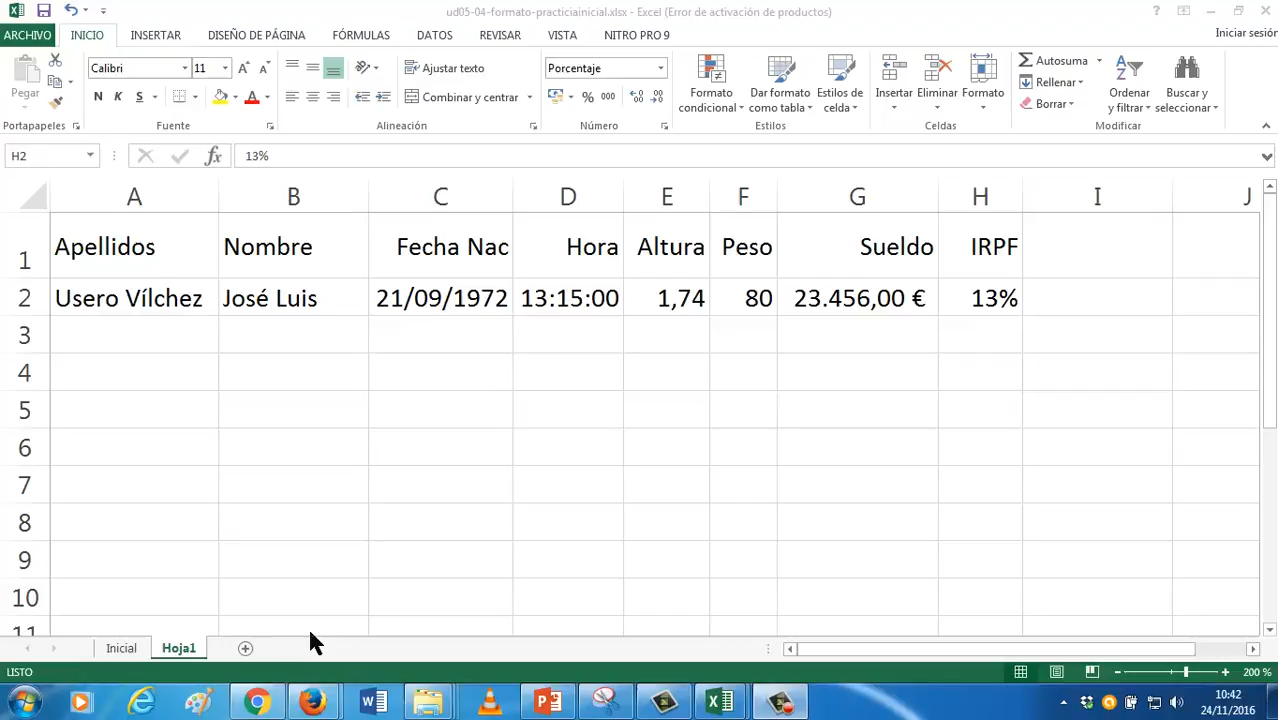 ud05-04-formato-practiciainicial.xlsx - Excel (Error de activación de productos)
ARCHIVO INICIO INSERTAR DISEÑO DE PÁGINA FÓRMULAS DATOS REVISAR VISTA NITRO PRO 9 Iniciar sesión
Pegar
Calibri 11
N K S
Ajustar texto
Combinar y centrar
Porcentaje
% 000
Formato condicional
Dar formato como tabla
Estilos de celda
Insertar Eliminar Formato
Autosuma
Rellenar
Borrar
Ordenar y filtrar
Buscar y seleccionar
Portapapeles Fuente Alineación Número Estilos Celdas Modificar
H2 fx 13%
A B C D E F G H I J
1 Apellidos Nombre Fecha Nac Hora Altura Peso Sueldo IRPF
2 Usero Vílchez José Luis 21/09/1972 13:15:00 1,74 80 23.456,00 € 13%
3
4
5
6
7
8
9
10
11
Inicial Hoja1
LISTO 200 %
10:42
24/11/2016